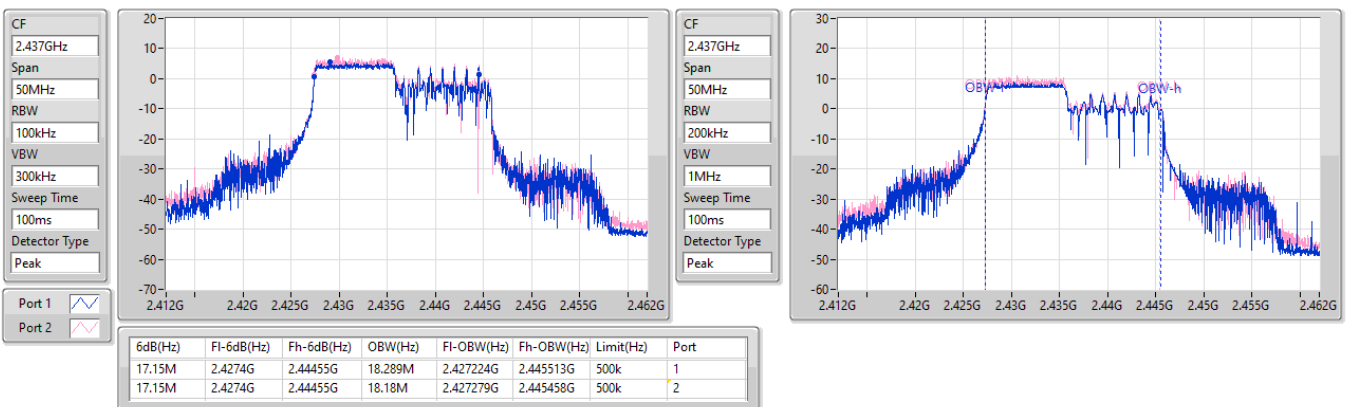 CF
2.437GHz
Span
50MHz
RBW
100kHz
VBW
300kHz
Sweep Time
100ms
Detector Type
Peak
Port 1
Port 2
20
10
0
-10
-20
-30
-40
-50
-60
-70
2.412G 2.42G 2.425G 2.43G 2.435G 2.44G 2.445G 2.45G 2.455G 2.462G
CF
2.437GHz
Span
50MHz
RBW
200kHz
VBW
1MHz
Sweep Time
100ms
Detector Type
Peak
30
20
10
0
-10
-20
-30
-40
-50
-60
OBW-h
2.412G 2.42G 2.425G 2.43G 2.435G 2.44G 2.445G 2.45G 2.455G 2.462G
6dB(Hz) Fl-6dB(Hz) Fh-6dB(Hz) OBW(Hz) Fl-OBW(Hz) Fh-OBW(Hz) Limit(Hz) Port
17.15M 2.4274G 2.44455G 18.289M 2.427224G 2.445513G 500k 1
17.15M 2.4274G 2.44455G 18.18M 2.427279G 2.445458G 500k 2